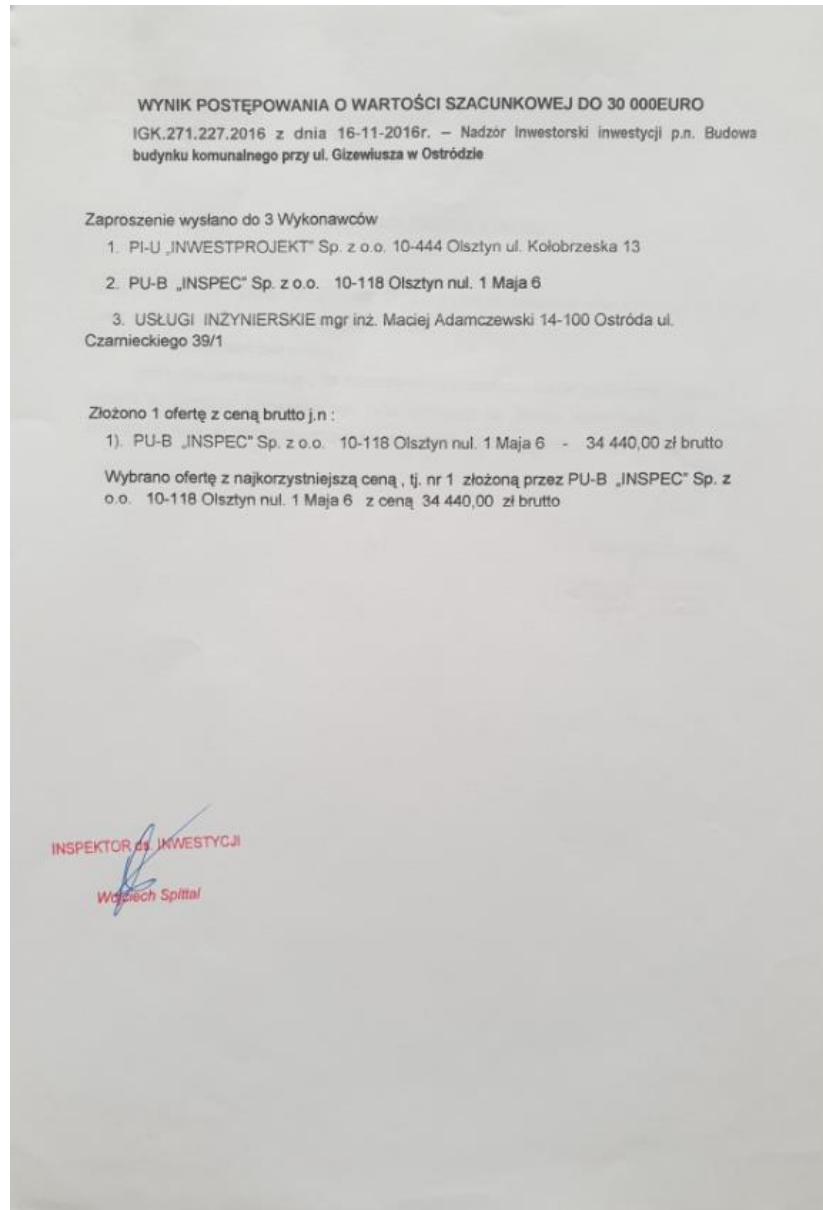 WYNIK POSTĘPOWANIA O WARTOŚCI SZACUNKOWEJ DO 30 000EURO
IGK.271.227.2016 z dnia 16-11-2016r. – Nadzór Inwestorski inwestycji p.n. Budowa
budynku komunalnego przy ul. Gizewiusza w Ostródzie
Zaproszenie wysłano do 3 Wykonawców
1. PI-U „INWESTPROJEKT" Sp. z o.o. 10-444 Olsztyn ul. Kołobrzeska 13
2. PU-B „INSPEC" Sp. z o.o. 10-118 Olsztyn nul. 1 Maja 6
3. USŁUGI INŻYNIERSKIE mgr inż. Maciej Adamczewski 14-100 Ostróda ul.
Czarnieckiego 39/1
Złożono 1 ofertę z ceną brutto j.n :
1). PU-B „INSPEC" Sp. z o.o. 10-118 Olsztyn nul. 1 Maja 6 - 34 440,00 zł brutto
Wybrano ofertę z najkorzystniejszą ceną , tj. nr 1 złożoną przez PU-B „INSPEC" Sp. z
o.o. 10-118 Olsztyn nul. 1 Maja 6 z ceną 34 440,00 zł brutto
INSPEKTOR ds. INWESTYCJI
Wojciech Spittal